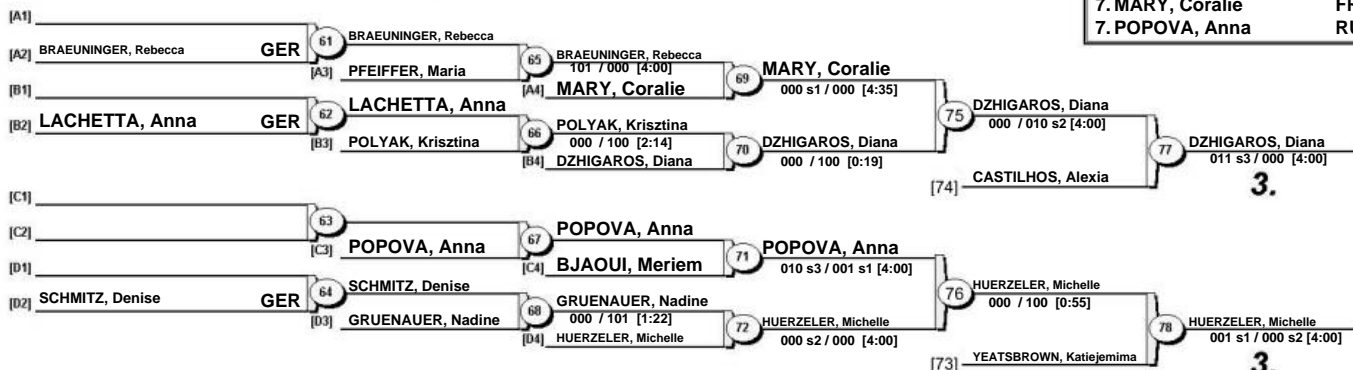 7. MARY, Coralie
7. POPOVA, Anna
[A1]
[A2] BRAEUNINGER, Rebecca GER
61 BRAEUNINGER, Rebecca
[A3] PFEIFFER, Maria
65 BRAEUNINGER, Rebecca
101 / 000 [4:00]
[A4] MARY, Coralie
69 MARY, Coralie
000 s1 / 000 [4:35]
[B1]
[B2] LACHETTA, Anna GER
62 LACHETTA, Anna
[B3] POLYAK, Krisztina
66 POLYAK, Krisztina
000 / 100 [2:14]
[B4] DZHIGAROS, Diana
70 DZHIGAROS, Diana
000 / 100 [0:19]
75 DZHIGAROS, Diana
000 / 010 s2 [4:00]
[74] CASTILHOS, Alexia
77 DZHIGAROS, Diana
011 s3 / 000 [4:00]
3.
[C1]
[C2]
63
[C3] POPOVA, Anna
67 POPOVA, Anna
[C4] BJAOUI, Meriem
71 POPOVA, Anna
010 s3 / 001 s1 [4:00]
[D1]
[D2] SCHMITZ, Denise GER
64 SCHMITZ, Denise
[D3] GRUENAUER, Nadine
68 GRUENAUER, Nadine
000 / 101 [1:22]
[D4] HUERZELER, Michelle
72 HUERZELER, Michelle
000 s2 / 000 [4:00]
76 HUERZELER, Michelle
000 / 100 [0:55]
[73] YEATSBROWN, Katiejemima
78 HUERZELER, Michelle
001 s1 / 000 s2 [4:00]
3.